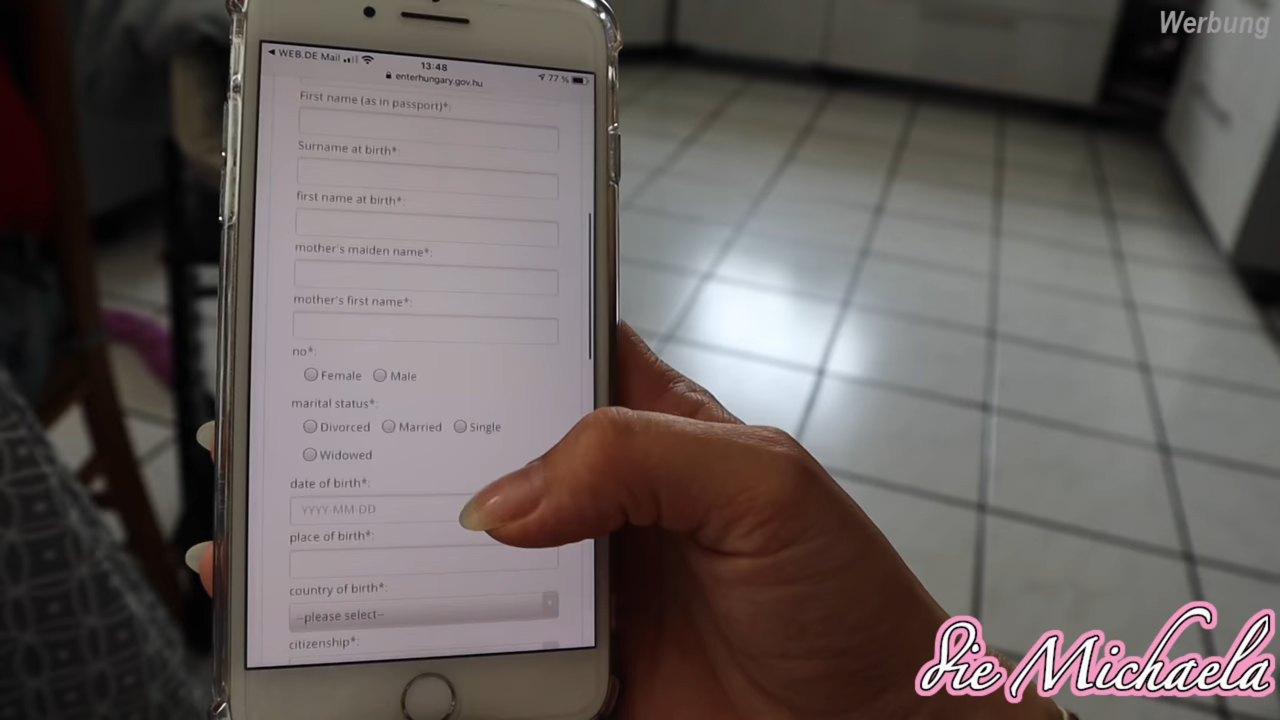 Werbung
WEB.DE Mail
13:48
77 %
enterhungary.gov.hu
First name (as in passport)*:
Surname at birth*:
first name at birth*:
mother's maiden name*:
mother's first name*:
no*:
Female Male
marital status*:
Divorced Married Single
Widowed
date of birth*:
YYYY-MM-DD
place of birth*:
country of birth*:
--please select--
citizenship*:
Die Michaela